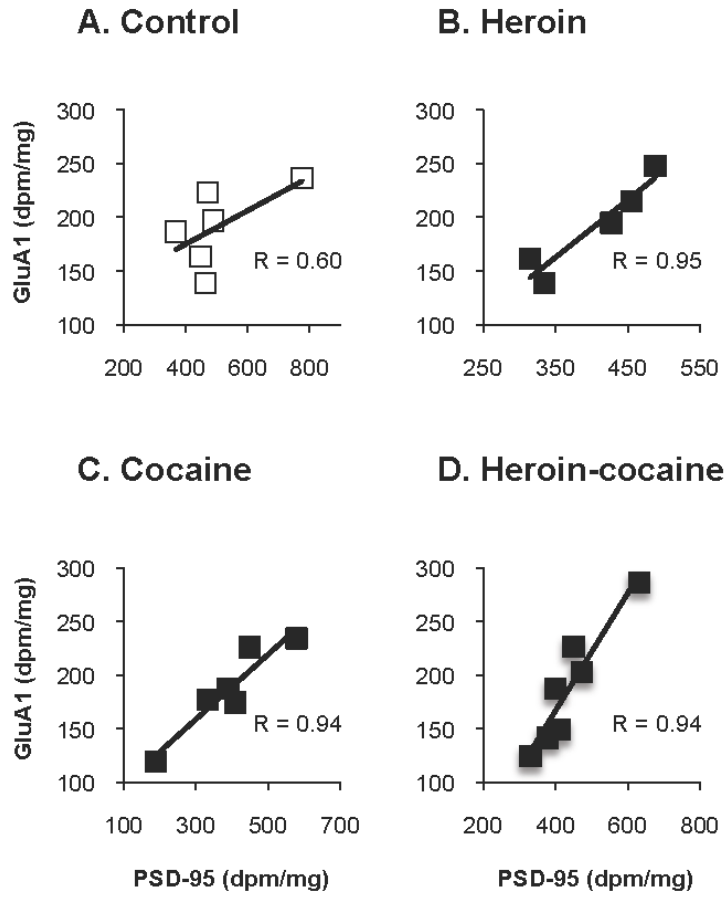 A. Control
B. Heroin
GluA1 (dpm/mg)
300
250
200
150
100
R = 0.60
200 400 600 800
300
250
200
150
100
R = 0.95
250 350 450 550
C. Cocaine
D. Heroin-cocaine
GluA1 (dpm/mg)
300
250
200
150
100
R = 0.94
100 300 500 700
PSD-95 (dpm/mg)
300
250
200
150
100
R = 0.94
200 400 600 800
PSD-95 (dpm/mg)